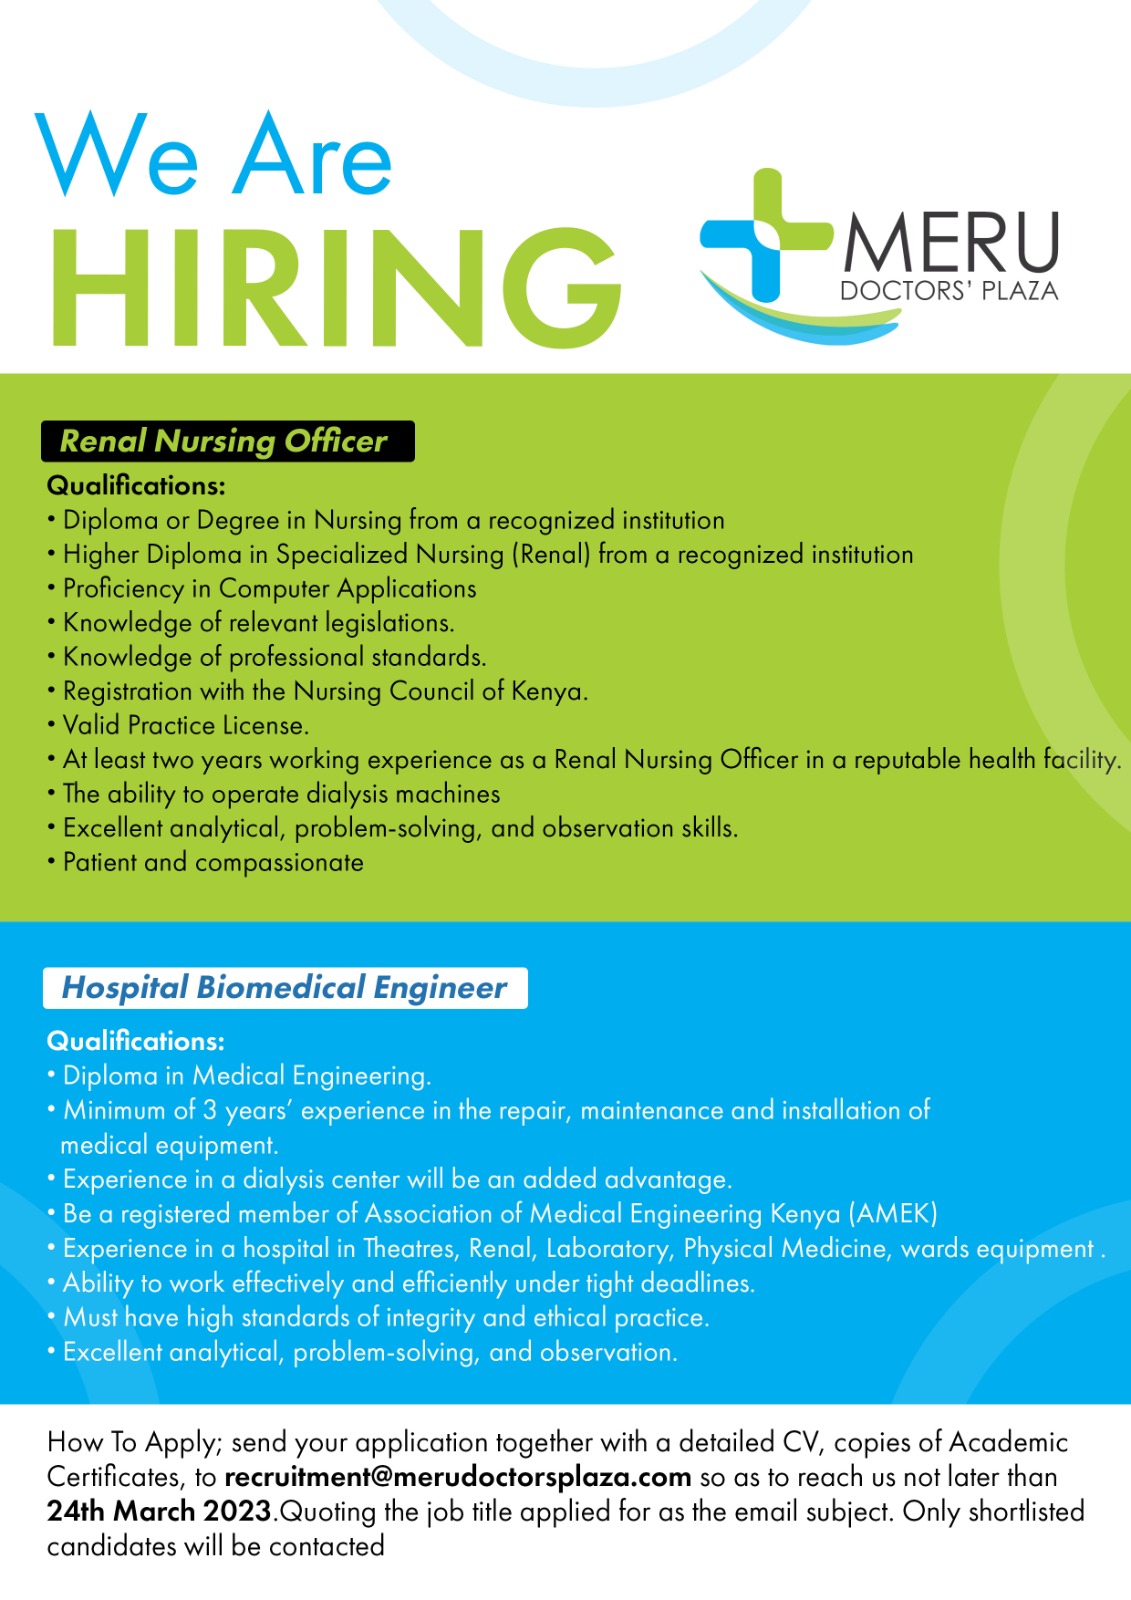 We Are
HIRING
MERU
DOCTORS’ PLAZA
Renal Nursing Officer
Qualifications:
• Diploma or Degree in Nursing from a recognized institution
• Higher Diploma in Specialized Nursing (Renal) from a recognized institution
• Proficiency in Computer Applications
• Knowledge of relevant legislations.
• Knowledge of professional standards.
• Registration with the Nursing Council of Kenya.
• Valid Practice License.
• At least two years working experience as a Renal Nursing Officer in a reputable health facility.
• The ability to operate dialysis machines
• Excellent analytical, problem-solving, and observation skills.
• Patient and compassionate
Hospital Biomedical Engineer
Qualifications:
• Diploma in Medical Engineering.
• Minimum of 3 years’ experience in the repair, maintenance and installation of
medical equipment.
• Experience in a dialysis center will be an added advantage.
• Be a registered member of Association of Medical Engineering Kenya (AMEK)
• Experience in a hospital in Theatres, Renal, Laboratory, Physical Medicine, wards equipment .
• Ability to work effectively and efficiently under tight deadlines.
• Must have high standards of integrity and ethical practice.
• Excellent analytical, problem-solving, and observation.
How To Apply; send your application together with a detailed CV, copies of Academic
Certificates, to recruitment@merudoctorsplaza.com so as to reach us not later than
24th March 2023.Quoting the job title applied for as the email subject. Only shortlisted
candidates will be contacted